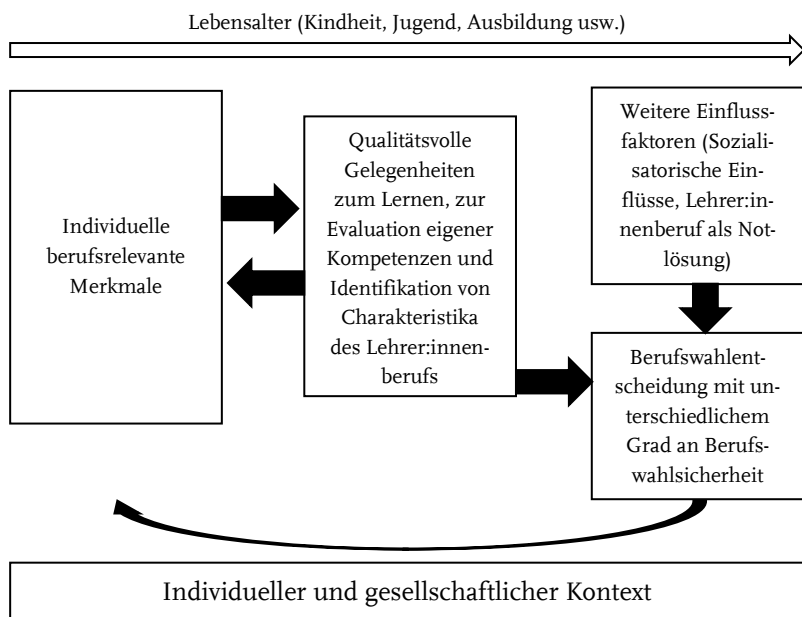 Lebensalter (Kindheit, Jugend, Ausbildung usw.)
Individuelle
berufsrelevante
Merkmale
Qualitätsvolle
Gelegenheiten
zum Lernen, zur
Evaluation eigener
Kompetenzen und
Identifikation von
Charakteristika
des Lehrer:innen-
berufs
Weitere Einfluss-
faktoren (Soziali-
satorische Ein-
flüsse, Lehrer:i-
nnenberuf als Not-
lösung)
Berufswahlent-
scheidung mit un-
terschiedlichem
Grad an Berufs-
wahlsicherheit
Individueller und gesellschaftlicher Kontext